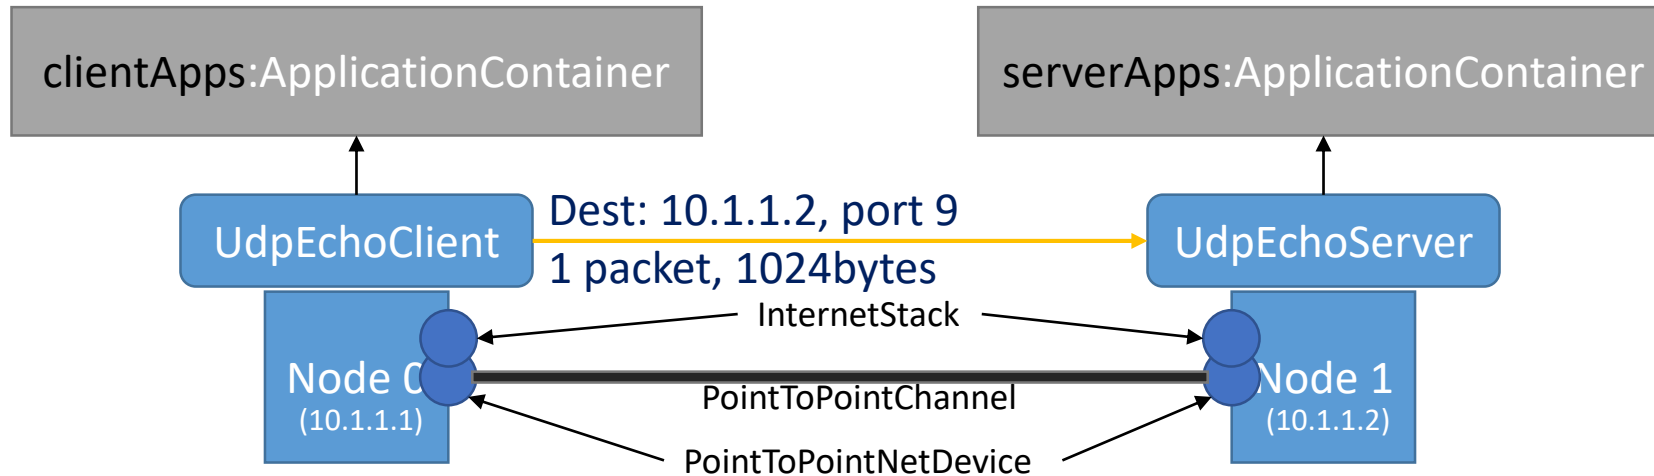 clientApps:ApplicationContainer
serverApps:ApplicationContainer
UdpEchoClient
Dest: 10.1.1.2, port 9
1 packet, 1024bytes
UdpEchoServer
InternetStack
Node 0
(10.1.1.1)
PointToPointChannel
Node 1
(10.1.1.2)
PointToPointNetDevice